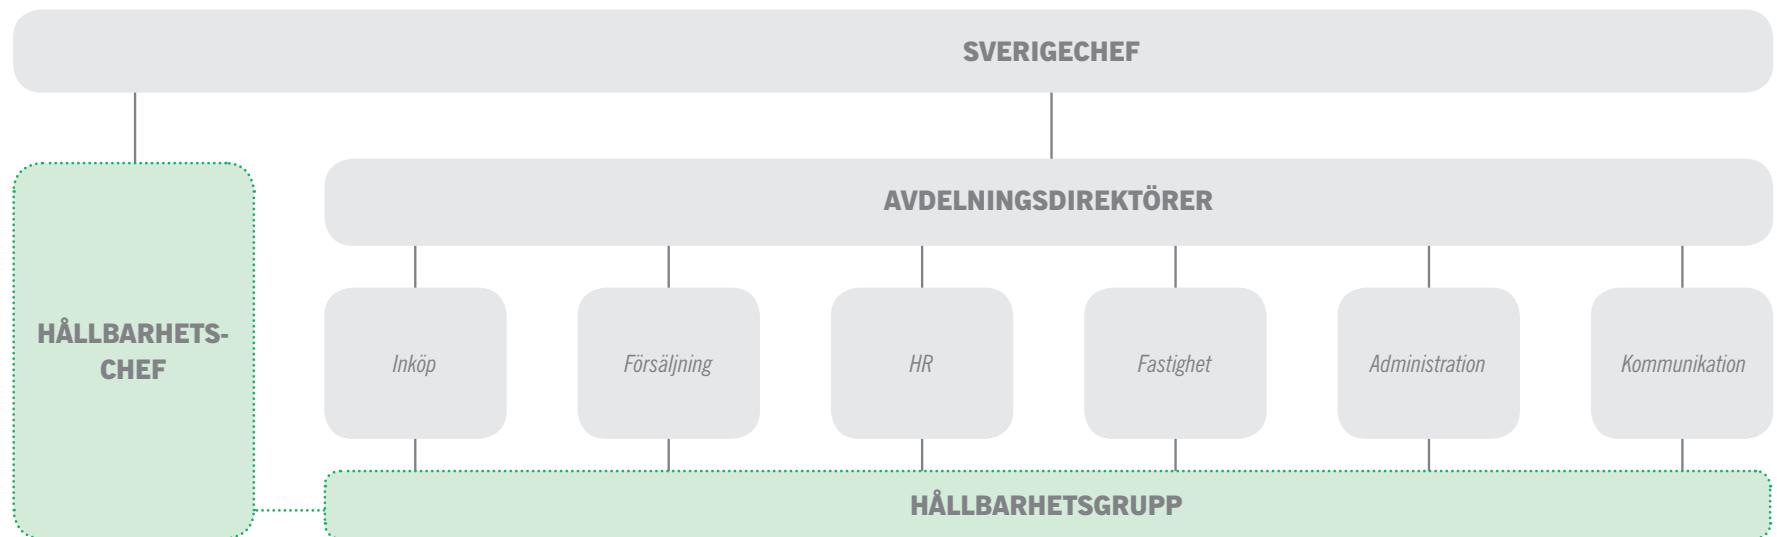 SVERIGECHEF
AVDELNINGSDIREKTÖRER
HÅLLBARHETS-
CHEF
Inköp
Försäljning
HR
Fastighet
Administration
Kommunikation
HÅLLBARHETSGRUPP